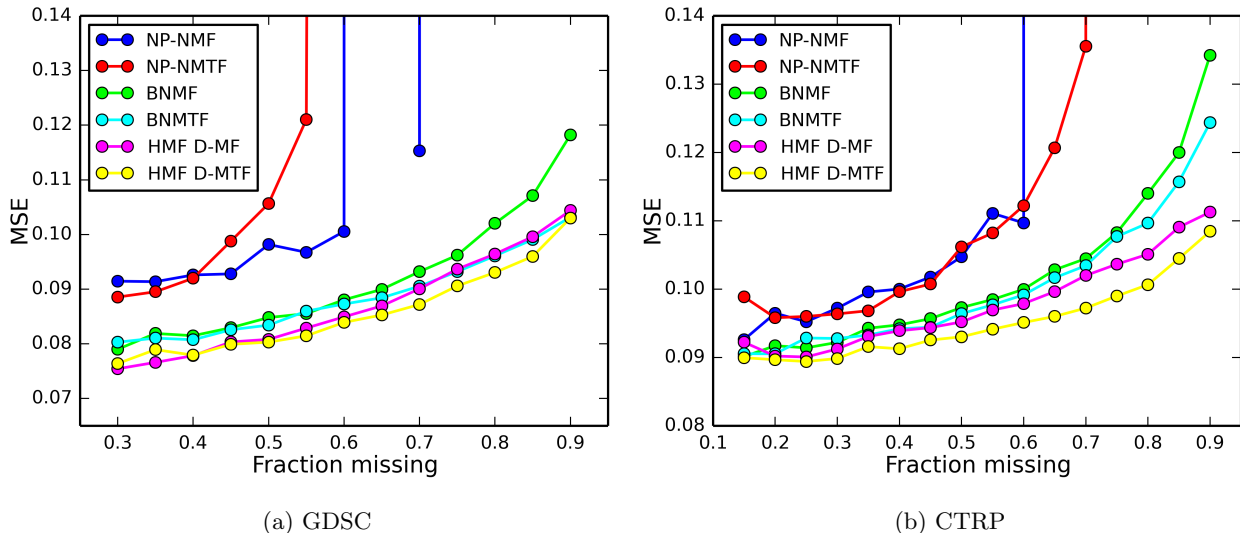 0.14
0.13
0.12
0.11
0.10
0.09
0.08
0.07
MSE
NP-NMF
NP-NMTF
BNMF
BNMTF
HMF D-MF
HMF D-MTF
0.3 0.4 0.5 0.6 0.7 0.8 0.9
Fraction missing
(a) GDSC
0.14
0.13
0.12
0.11
0.10
0.09
0.08
MSE
NP-NMF
NP-NMTF
BNMF
BNMTF
HMF D-MF
HMF D-MTF
0.1 0.2 0.3 0.4 0.5 0.6 0.7 0.8 0.9
Fraction missing
(b) CTRP